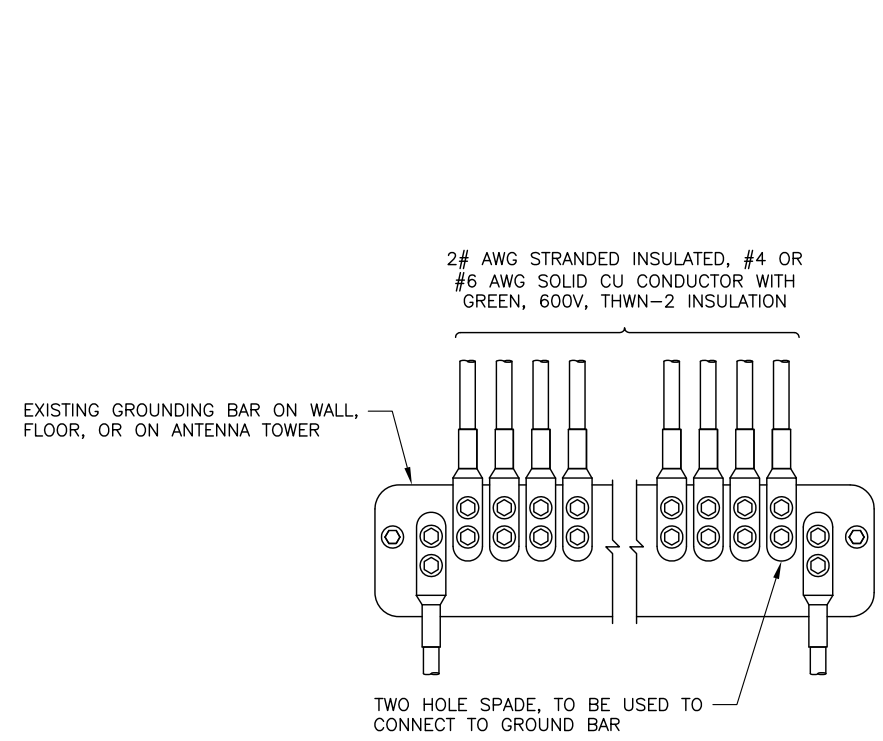 2# AWG STRANDED INSULATED, #4 OR
#6 AWG SOLID CU CONDUCTOR WITH
GREEN, 600V, THWN-2 INSULATION
EXISTING GROUNDING BAR ON WALL,
FLOOR, OR ON ANTENNA TOWER
TWO HOLE SPADE, TO BE USED TO
CONNECT TO GROUND BAR